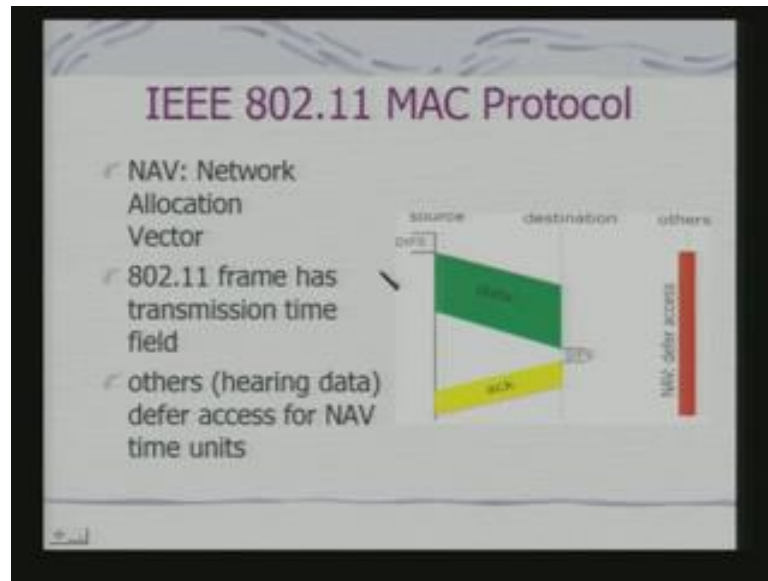 IEEE 802.11 MAC Protocol
NAV: Network
Allocation
Vector
802.11 frame has
transmission time
field
others (hearing data)
defer access for NAV
time units
source destination others
DIFS
data
ack
NAV: defer access